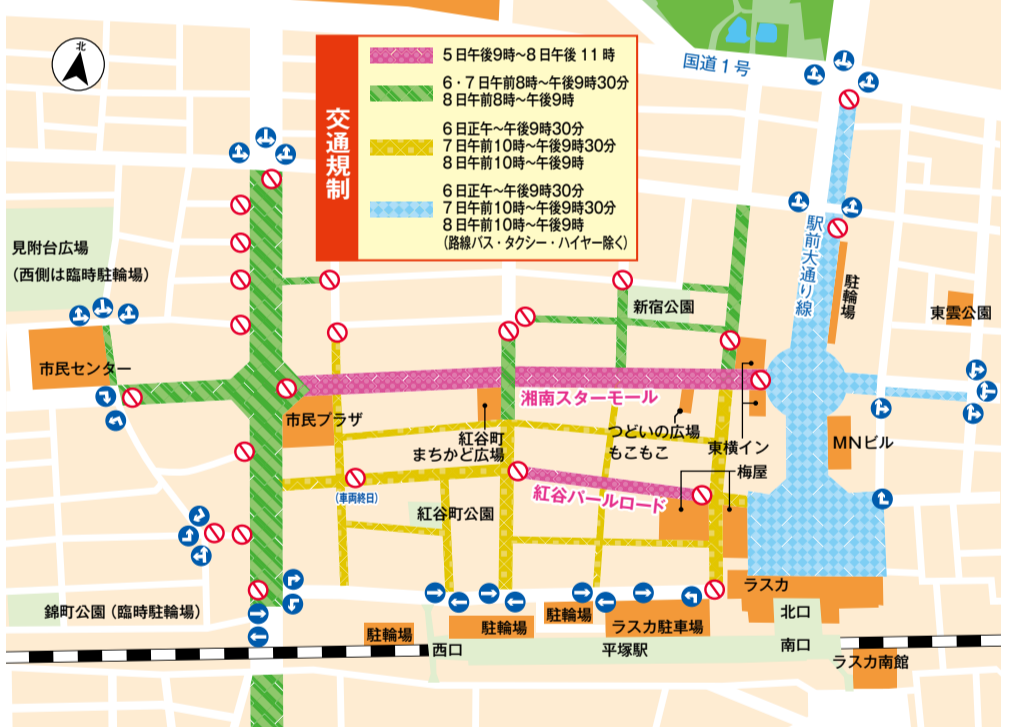 北
交通規制
5日午後9時～8日午後11時
6・7日午前8時～午後9時30分
8日午前8時～午後9時
6日正午～午後9時30分
7日午前10時～午後9時30分
8日午前10時～午後9時
6日正午～午後9時30分
7日午前10時～午後9時30分
8日午前10時～午後9時
(路線バス・タクシー・ハイヤー除く)
国道1号
駅前大通り線
駐輪場
東雲公園
見附台広場
(西側は臨時駐輪場)
市民センター
新宿公園
湘南スターモール
市民プラザ
紅谷町
まちかど広場
つどいの広場
もこもこ
東横イン
MNビル
梅屋
紅谷パールロード
(車両終日)
紅谷町公園
錦町公園(臨時駐輪場)
駐輪場
駐輪場
駐輪場
ラスカ駐車場
ラスカ
北口
南口
西口
平塚駅
ラスカ南館